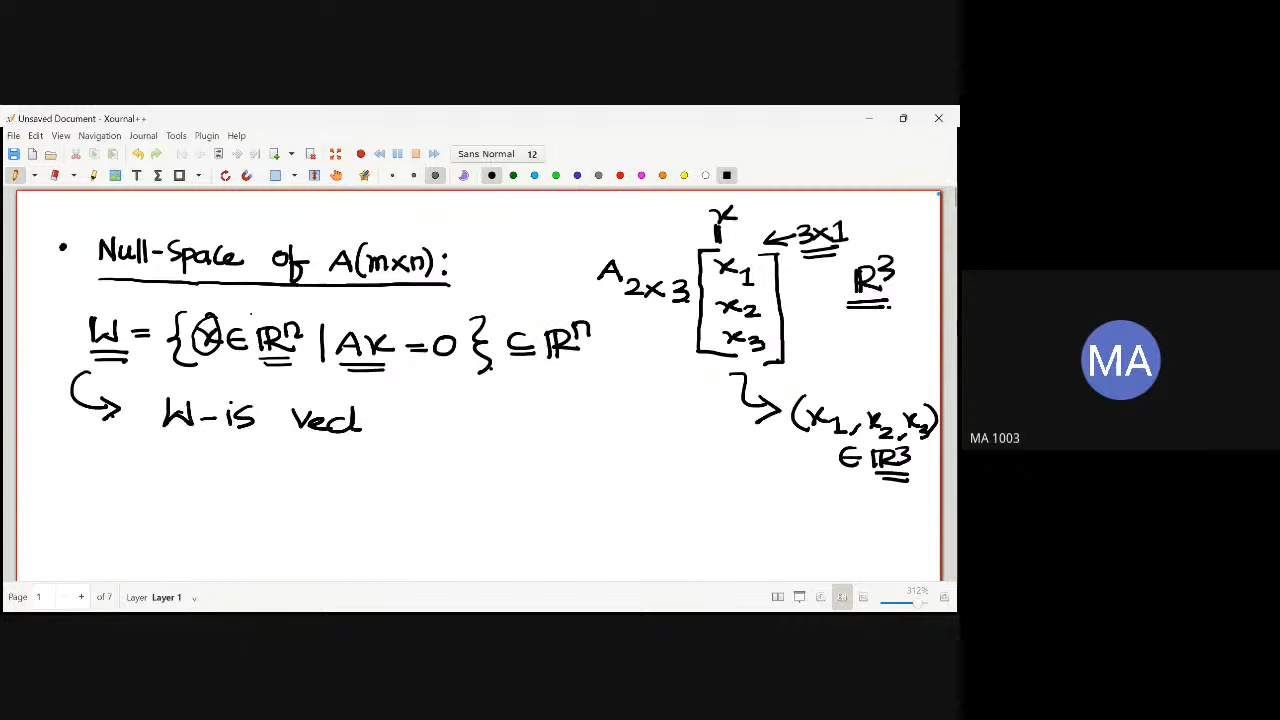 Unsaved Document - Xournal++
File Edit View Navigation Journal Tools Plugin Help
Sans Normal 12
• Null-Space of A(m×n):
W = {x ∈ ℝⁿ | Ax = 0} ⊆ ℝⁿ
W-is vect
x
3×1
A₂ₓ₃ [x₁
x₂
x₃]
ℝ³
(x₁, x₂, x₃)
∈ ℝ³
MA
MA 1003
Page 1 of 7 Layer Layer 1
312%